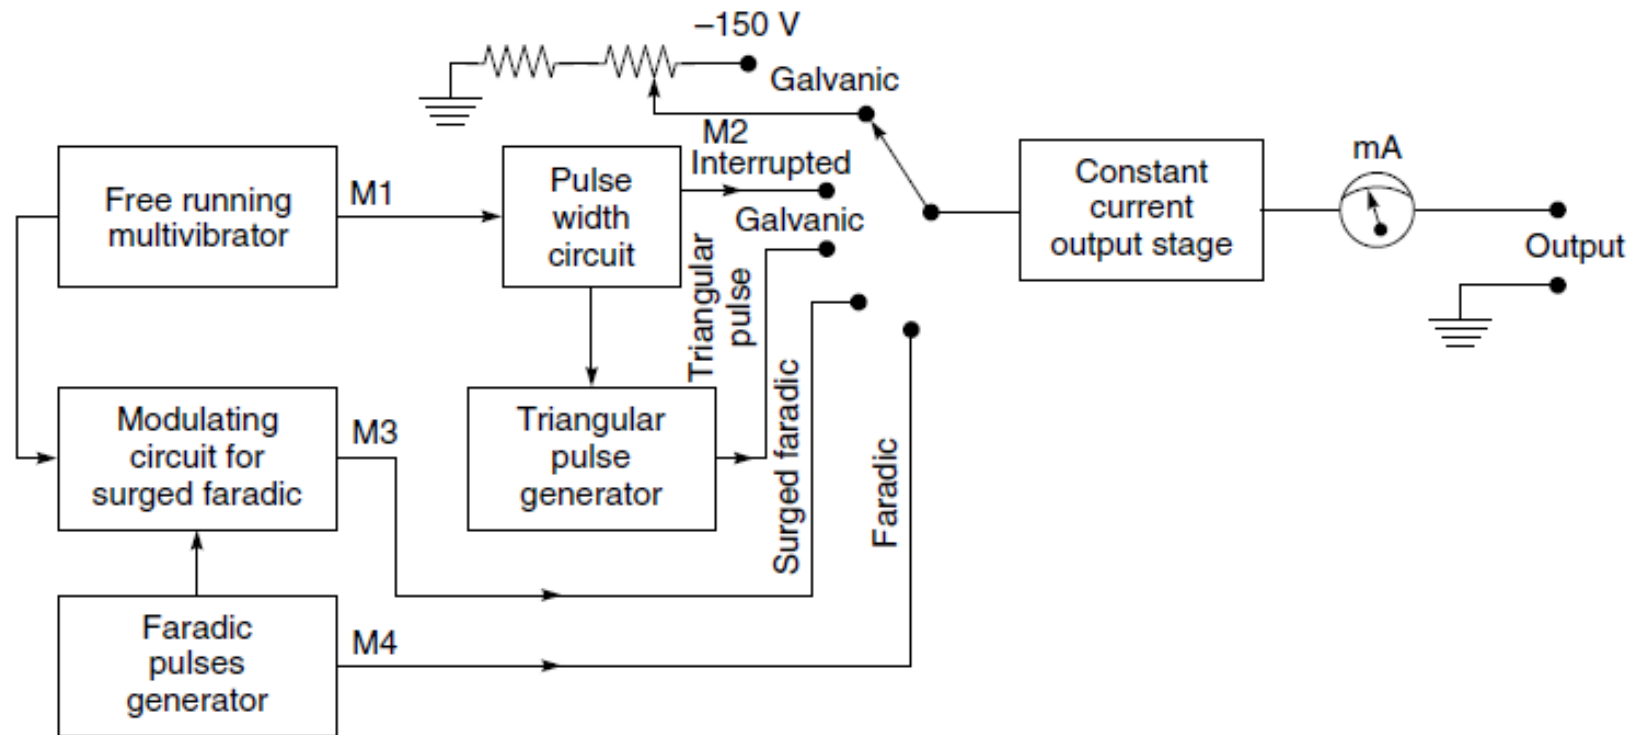 –150 V
Galvanic
M2
Interrupted
Galvanic
Free running
multivibrator
M1
Pulse
width
circuit
Triangular
pulse
Constant
current
output stage
mA
Output
Modulating
circuit for
surged faradic
M3
Triangular
pulse
generator
Surged faradic
Faradic
Faradic
pulses
generator
M4